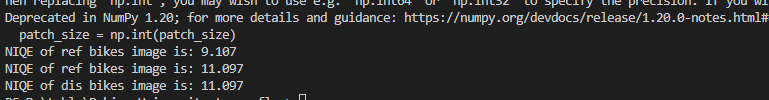 hen replacing `np.int`, you may wish to use e.g. `np.int64` or `np.int32` to specify the precision. If you wi
Deprecated in NumPy 1.20; for more details and guidance: https://numpy.org/devdocs/release/1.20.0-notes.html#
patch_size = np.int(patch_size)
NIQE of ref bikes image is: 9.107
NIQE of ref bikes image is: 11.097
NIQE of dis bikes image is: 11.097